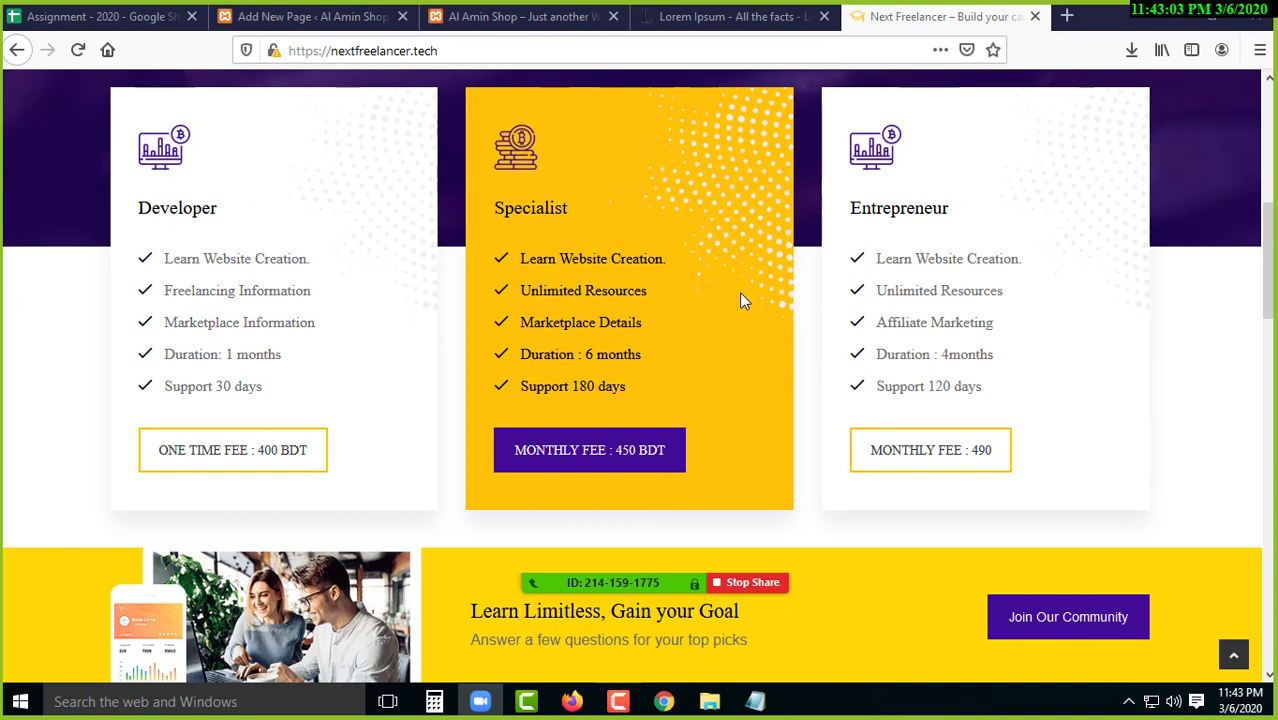 11:43:03 PM 3/6/2020
Assignment - 2020 - Google Sh
Add New Page ‹ Al Amin Shop
Al Amin Shop – Just another W
Lorem Ipsum - All the facts - Li
Next Freelancer – Build your ca
https://nextfreelancer.tech
Developer
Learn Website Creation.
Freelancing Information
Marketplace Information
Duration: 1 months
Support 30 days
ONE TIME FEE : 400 BDT
Specialist
Learn Website Creation.
Unlimited Resources
Marketplace Details
Duration : 6 months
Support 180 days
MONTHLY FEE : 450 BDT
Entrepreneur
Learn Website Creation.
Unlimited Resources
Affiliate Marketing
Duration : 4months
Support 120 days
MONTHLY FEE : 490
ID: 214-159-1775
Stop Share
Learn Limitless, Gain your Goal
Answer a few questions for your top picks
Join Our Community
Search the web and Windows
11:43 PM
3/6/2020